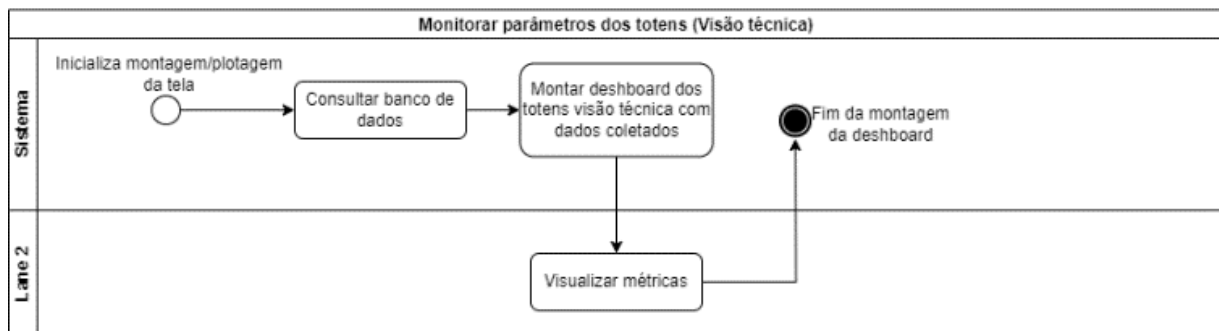 Monitorar parâmetros dos totens (Visão técnica)
Sistema
Inicializa montagem/plotagem
da tela
Consultar banco de
dados
Montar deshboard dos
totens visão técnica com
dados coletados
Fim da montagem
da deshboard
Lane 2
Visualizar métricas